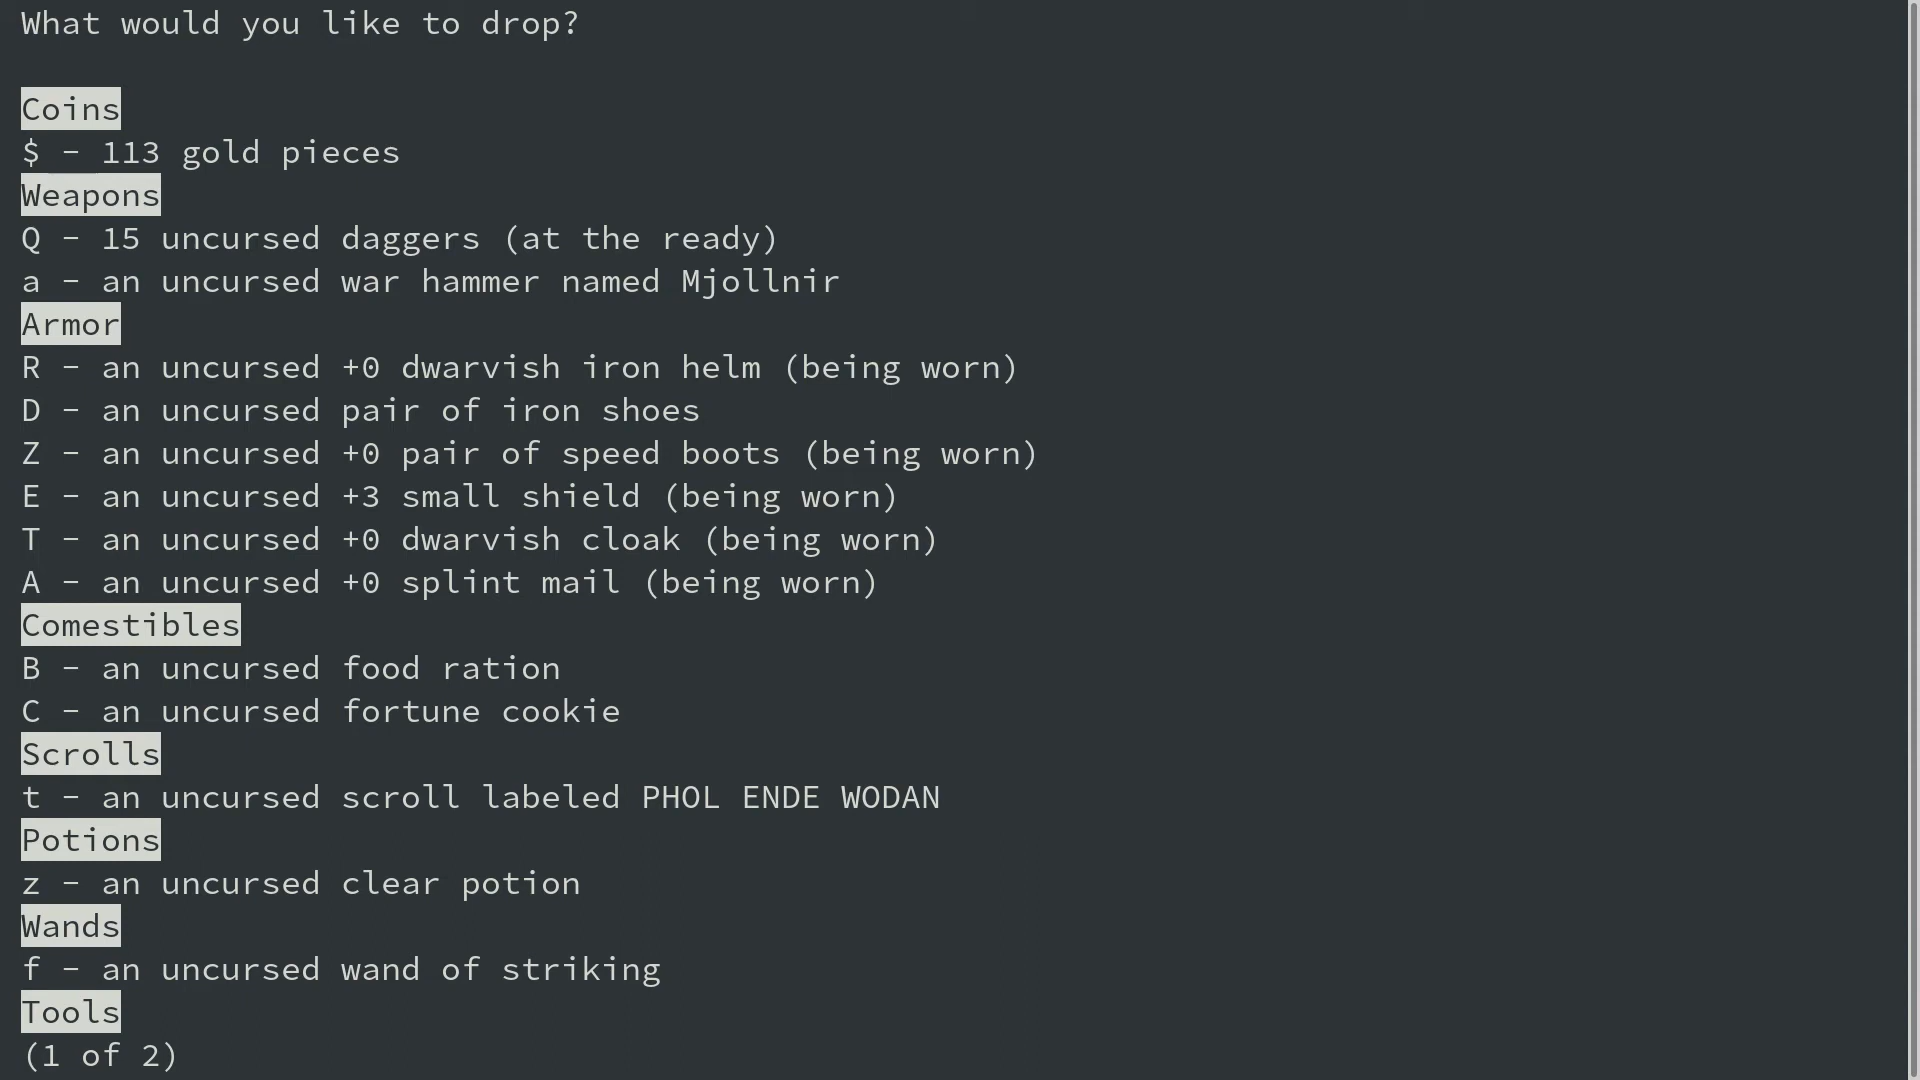 What would you like to drop?
Coins
$ - 113 gold pieces
Weapons
Q - 15 uncursed daggers (at the ready)
a - an uncursed war hammer named Mjollnir
Armor
R - an uncursed +0 dwarvish iron helm (being worn)
D - an uncursed pair of iron shoes
Z - an uncursed +0 pair of speed boots (being worn)
E - an uncursed +3 small shield (being worn)
T - an uncursed +0 dwarvish cloak (being worn)
A - an uncursed +0 splint mail (being worn)
Comestibles
B - an uncursed food ration
C - an uncursed fortune cookie
Scrolls
t - an uncursed scroll labeled PHOL ENDE WODAN
Potions
z - an uncursed clear potion
Wands
f - an uncursed wand of striking
Tools
(1 of 2)